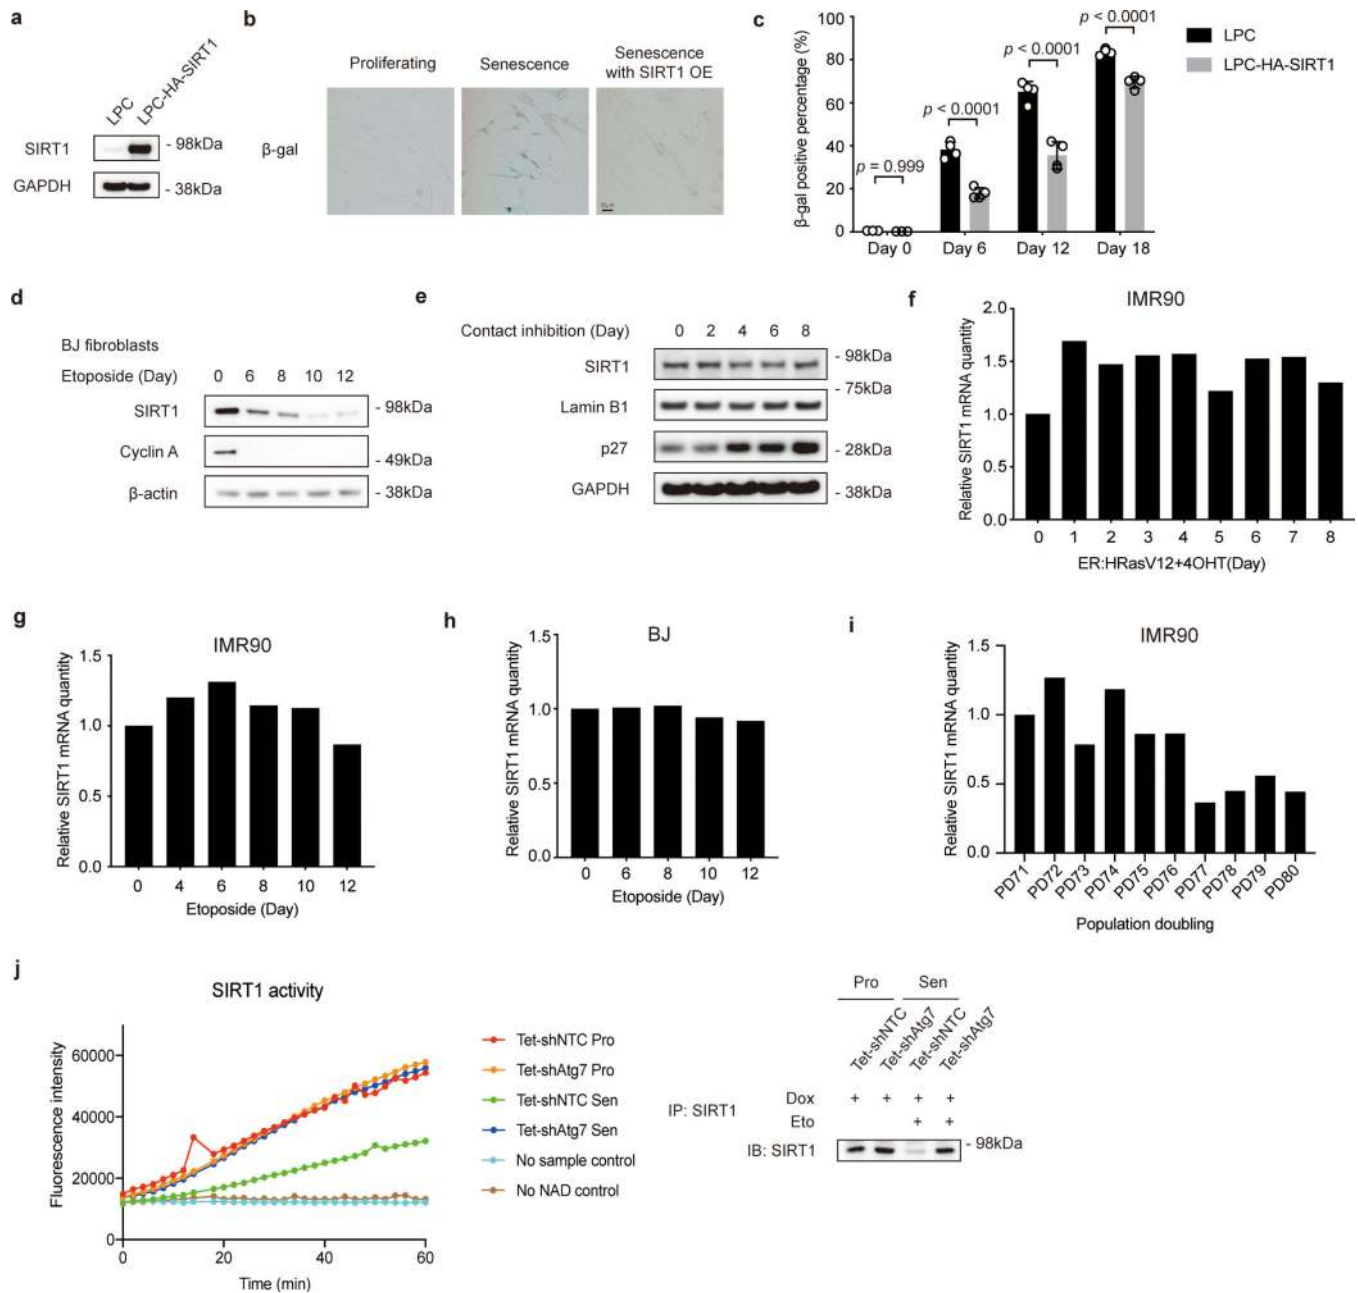 a
LPC
LPC-HA-SIRT1
SIRT1
- 98kDa
GAPDH
- 38kDa
b
Proliferating
Senescence
Senescence
with SIRT1 OE
β-gal
c
β-gal positive percentage (%)
100
80
60
40
20
0
p = 0.999
p < 0.0001
p < 0.0001
p < 0.0001
Day 0
Day 6
Day 12
Day 18
LPC
LPC-HA-SIRT1
d
BJ fibroblasts
Etoposide (Day)
0 6 8 10 12
SIRT1
- 98kDa
Cyclin A
- 49kDa
β-actin
- 38kDa
e
Contact inhibition (Day)
0 2 4 6 8
SIRT1
- 98kDa
- 75kDa
Lamin B1
p27
- 28kDa
GAPDH
- 38kDa
f
IMR90
Relative SIRT1 mRNA quantity
2.0
1.5
1.0
0.5
0.0
0 1 2 3 4 5 6 7 8
ER:HRasV12+4OHT(Day)
g
IMR90
Relative SIRT1 mRNA quantity
1.5
1.0
0.5
0.0
0 4 6 8 10 12
Etoposide (Day)
h
BJ
Relative SIRT1 mRNA quantity
1.5
1.0
0.5
0.0
0 6 8 10 12
Etoposide (Day)
i
IMR90
Relative SIRT1 mRNA quantity
1.5
1.0
0.5
0.0
PD71 PD72 PD73 PD74 PD75 PD76 PD77 PD78 PD79 PD80
Population doubling
j
SIRT1 activity
Fluorescence intensity
60000
40000
20000
0
0 20 40 60
Time (min)
Tet-shNTC Pro
Tet-shAtg7 Pro
Tet-shNTC Sen
Tet-shAtg7 Sen
No sample control
No NAD control
Pro Sen
Tet-shNTC
Tet-shAtg7
Tet-shNTC
Tet-shAtg7
Dox + + + +
IP: SIRT1
Eto + +
IB: SIRT1
- 98kDa